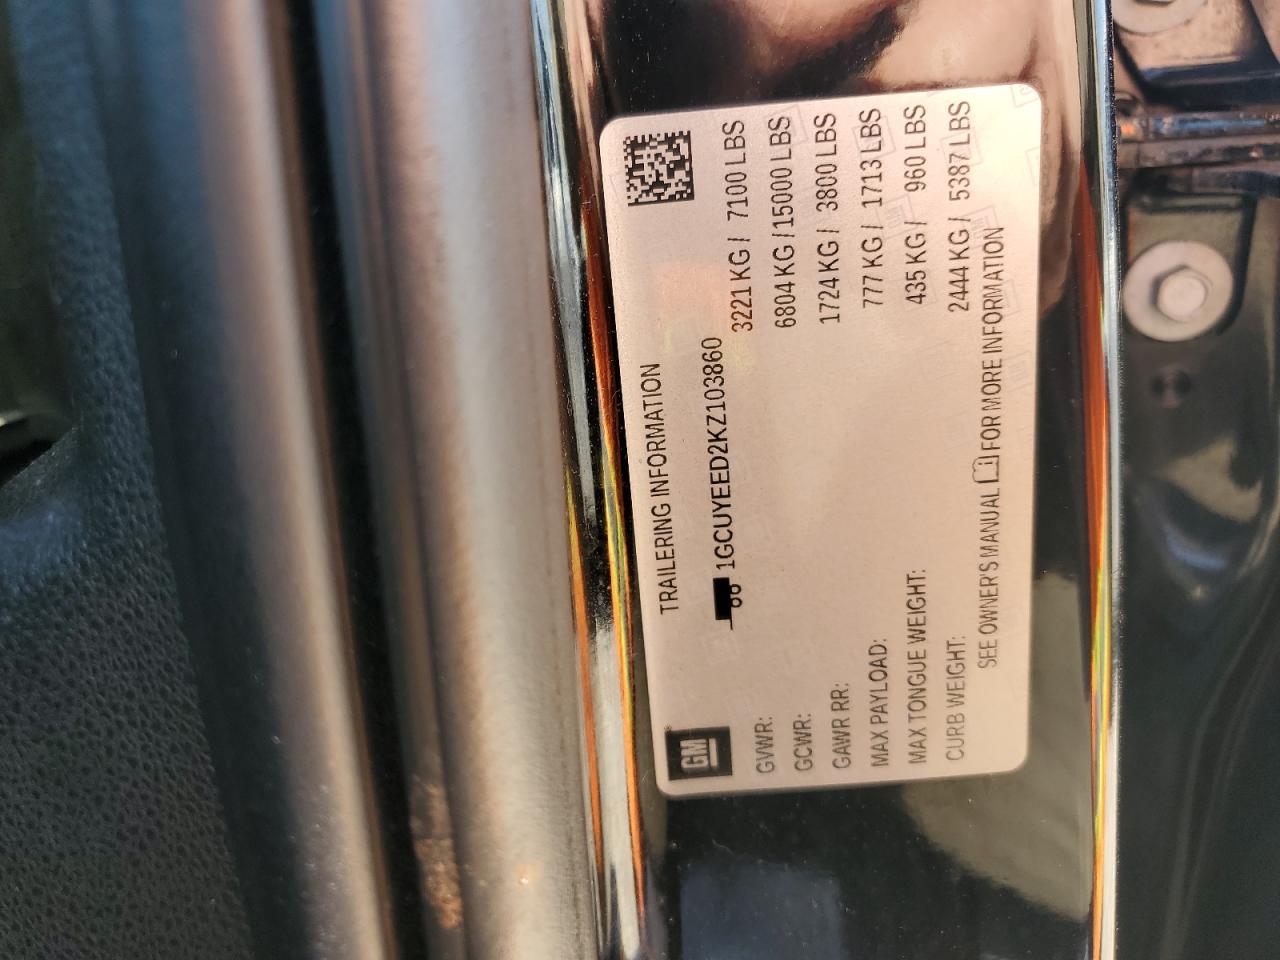 GM
TRAILERING INFORMATION
1GCUYEED2KZ103860
GVWR: 3221 KG / 7100 LBS
GCWR: 6804 KG / 15000 LBS
GAWR RR: 1724 KG / 3800 LBS
MAX PAYLOAD: 777 KG / 1713 LBS
MAX TONGUE WEIGHT: 435 KG / 960 LBS
CURB WEIGHT: 2444 KG / 5387 LBS
SEE OWNER'S MANUAL FOR MORE INFORMATION